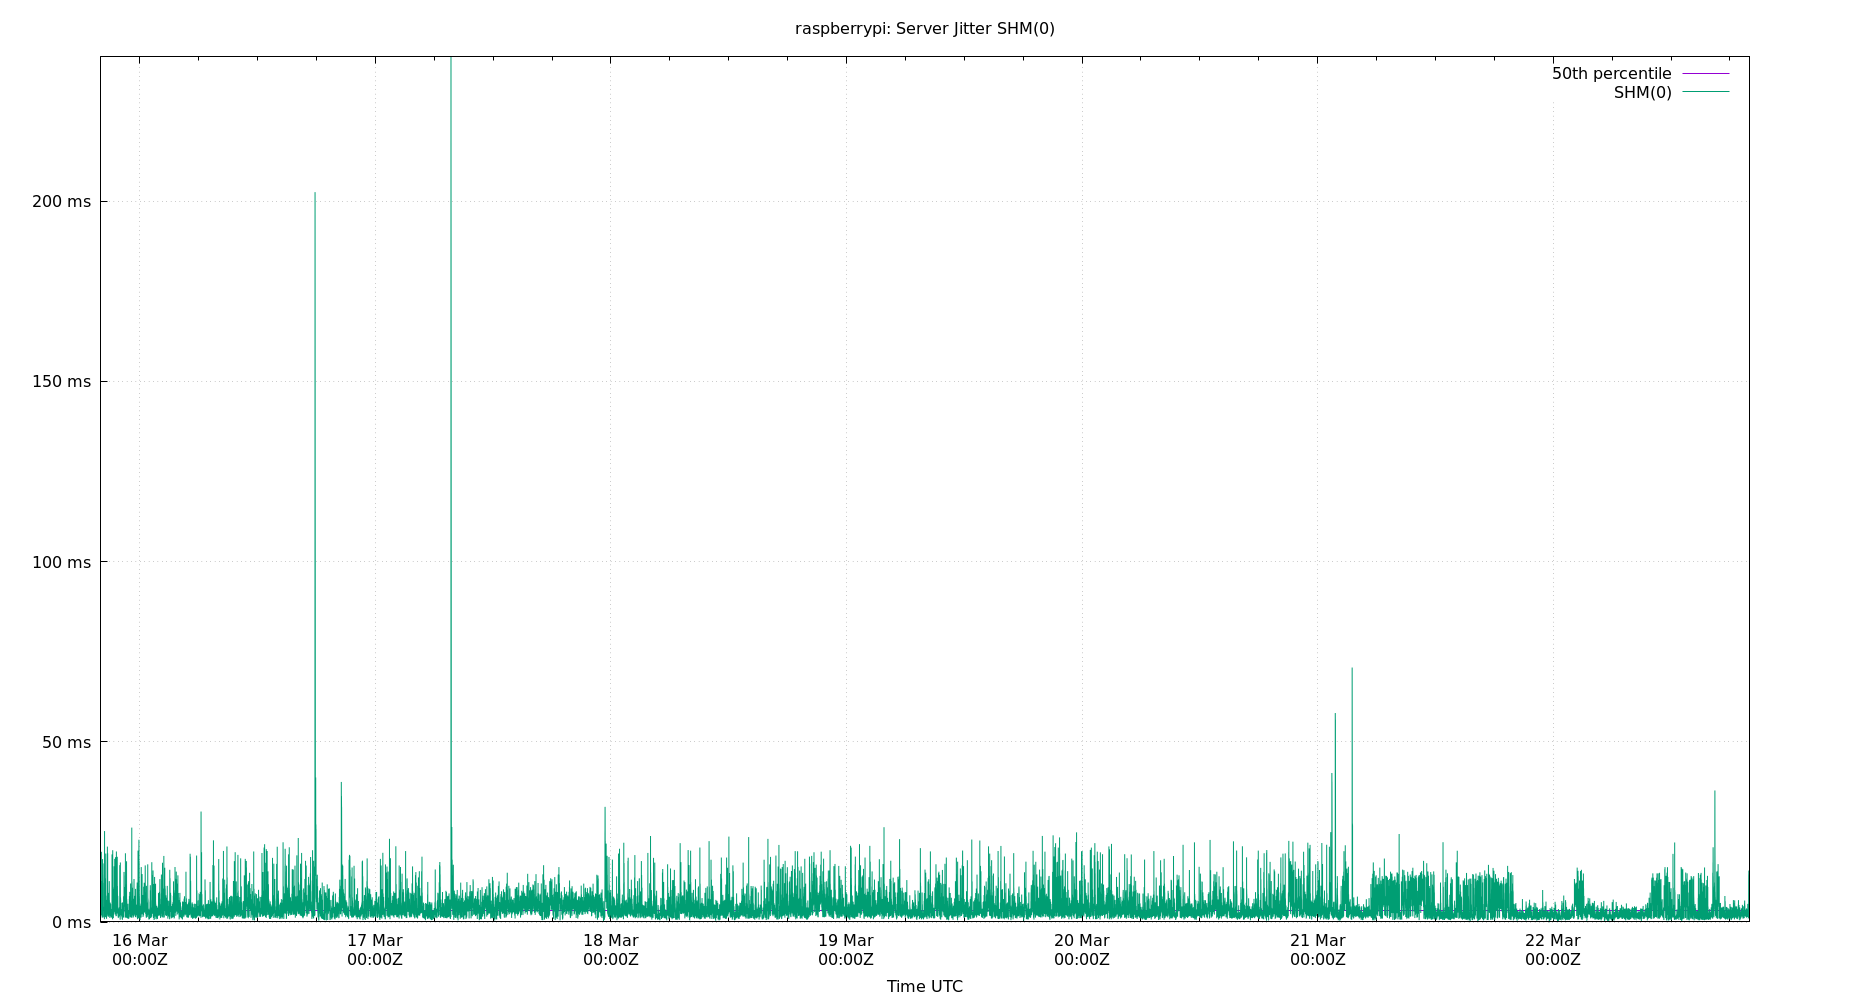 raspberrypi: Server Jitter SHM(0)
50th percentile
SHM(0)
200 ms
150 ms
100 ms
50 ms
0 ms
16 Mar 17 Mar 18 Mar 19 Mar 20 Mar 21 Mar 22 Mar
00:00Z 00:00Z 00:00Z 00:00Z 00:00Z 00:00Z 00:00Z
Time UTC